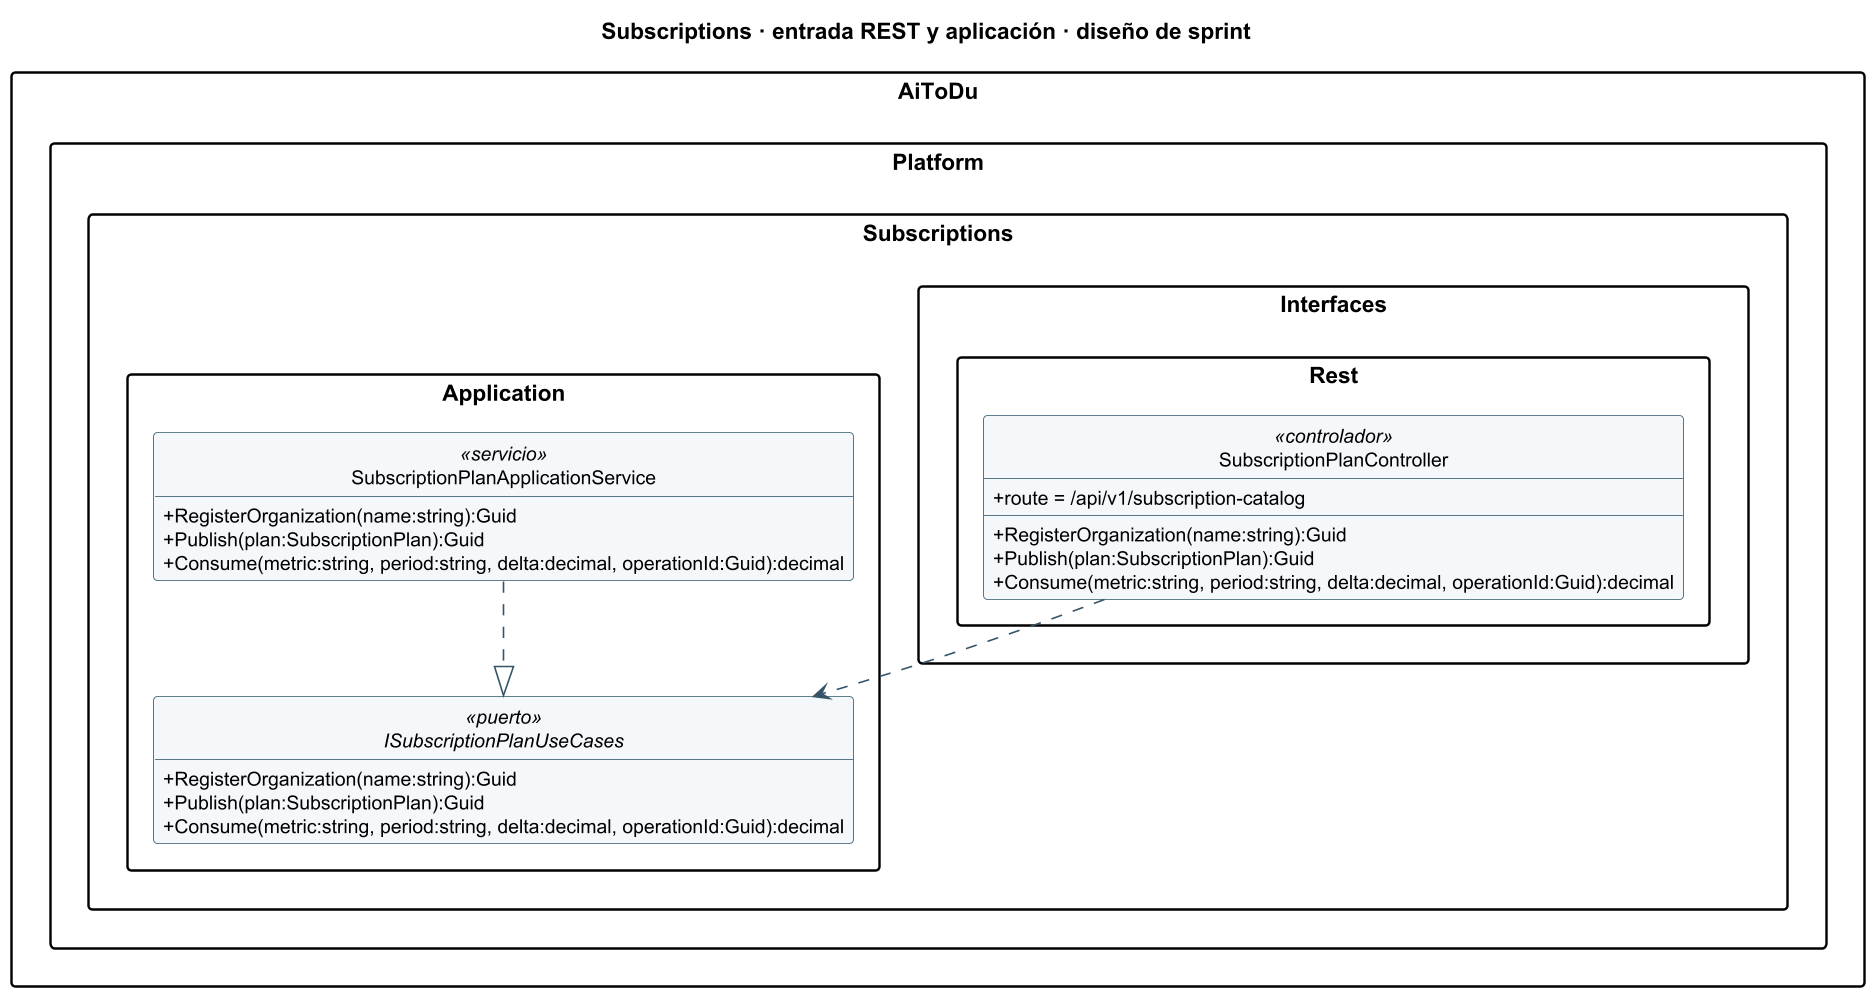 Subscriptions · entrada REST y aplicación · diseño de sprint
AiToDu
Platform
Subscriptions
Interfaces
Rest
«controlador»
SubscriptionPlanController
+route = /api/v1/subscription-catalog
+RegisterOrganization(name:string):Guid
+Publish(plan:SubscriptionPlan):Guid
+Consume(metric:string, period:string, delta:decimal, operationId:Guid):decimal
Application
«servicio»
SubscriptionPlanApplicationService
+RegisterOrganization(name:string):Guid
+Publish(plan:SubscriptionPlan):Guid
+Consume(metric:string, period:string, delta:decimal, operationId:Guid):decimal
«puerto»
ISubscriptionPlanUseCases
+RegisterOrganization(name:string):Guid
+Publish(plan:SubscriptionPlan):Guid
+Consume(metric:string, period:string, delta:decimal, operationId:Guid):decimal